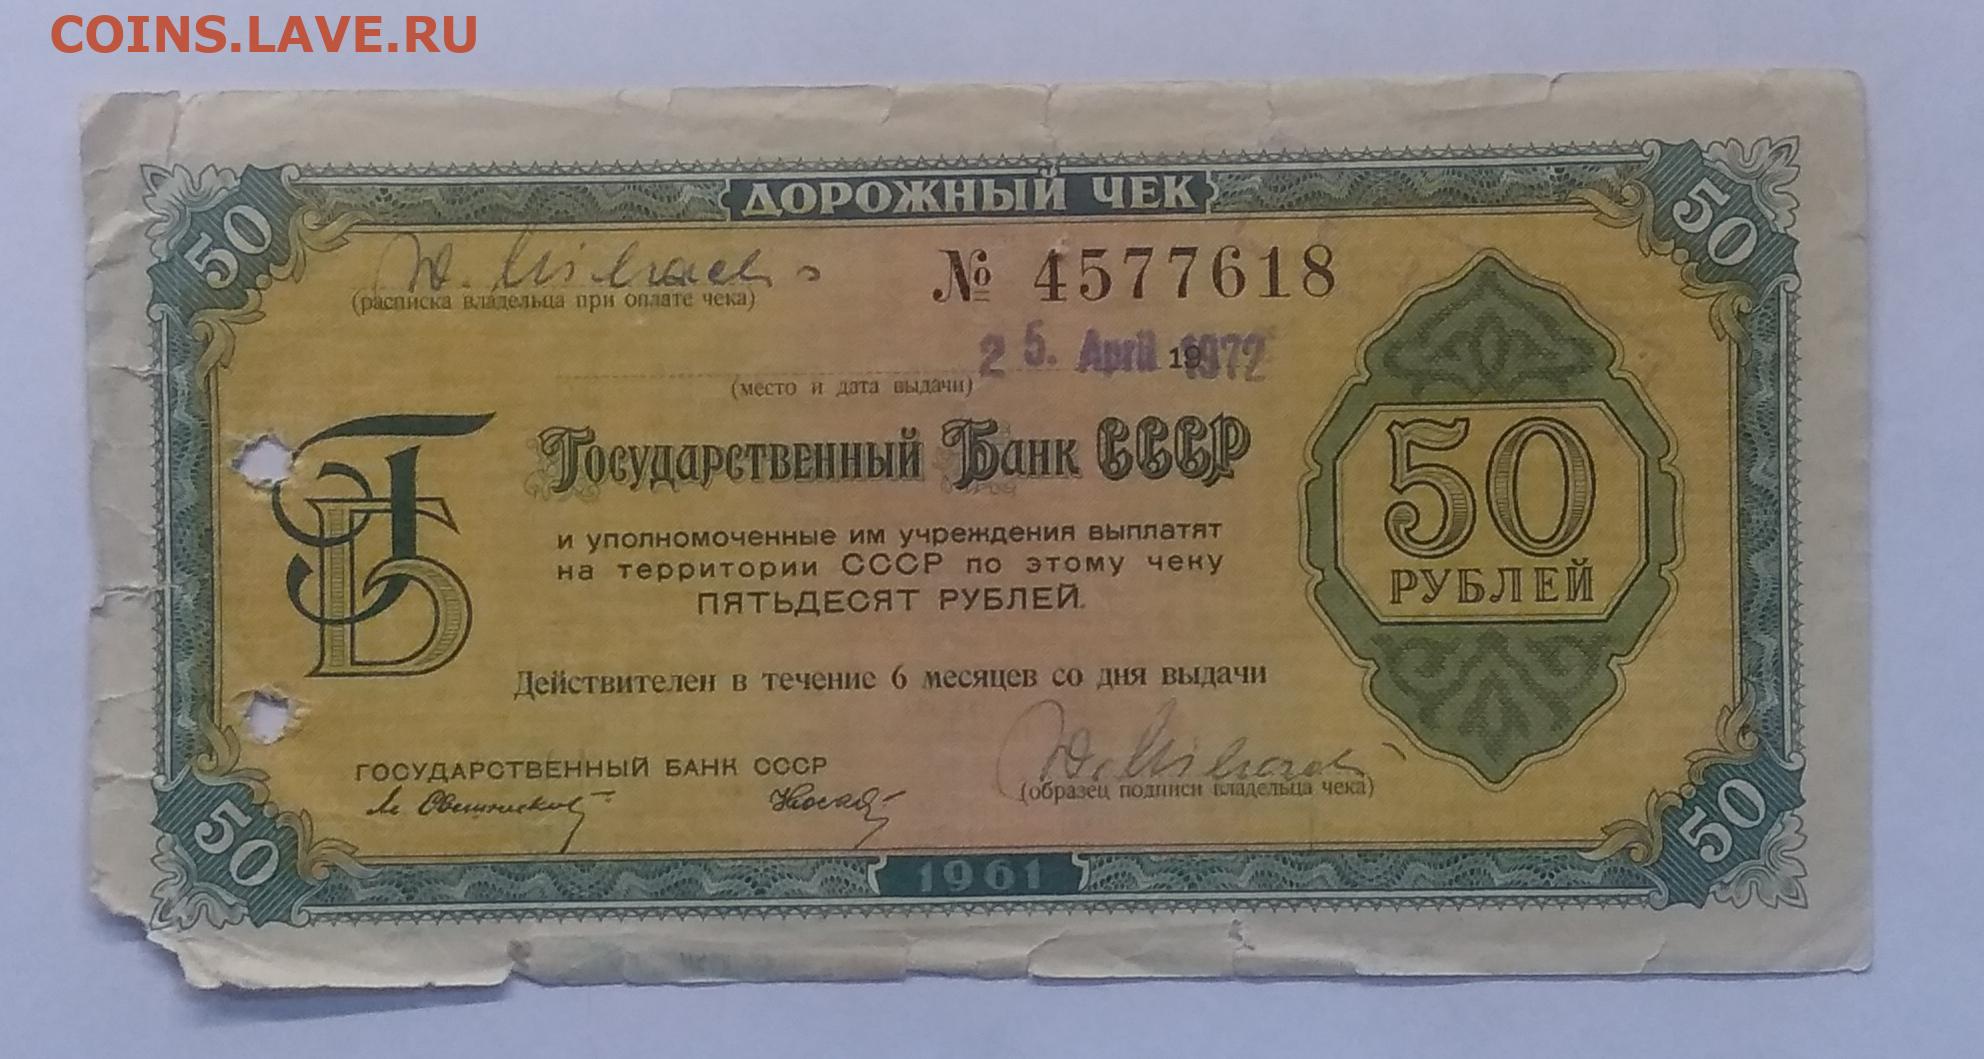 COINS.LAVE.RU
ДОРОЖНЫЙ ЧЕК
50
50
№ 4577618
(расписка владельца при оплате чека)
25. April 1972
19
(место и дата выдачи)
ГБ
Государственный Банк СССР
и уполномоченные им учреждения выплатят
на территории СССР по этому чеку
ПЯТЬДЕСЯТ РУБЛЕЙ.
50
РУБЛЕЙ
Действителен в течение 6 месяцев со дня выдачи
ГОСУДАРСТВЕННЫЙ БАНК СССР
(образец подписи владельца чека)
50
50
1961